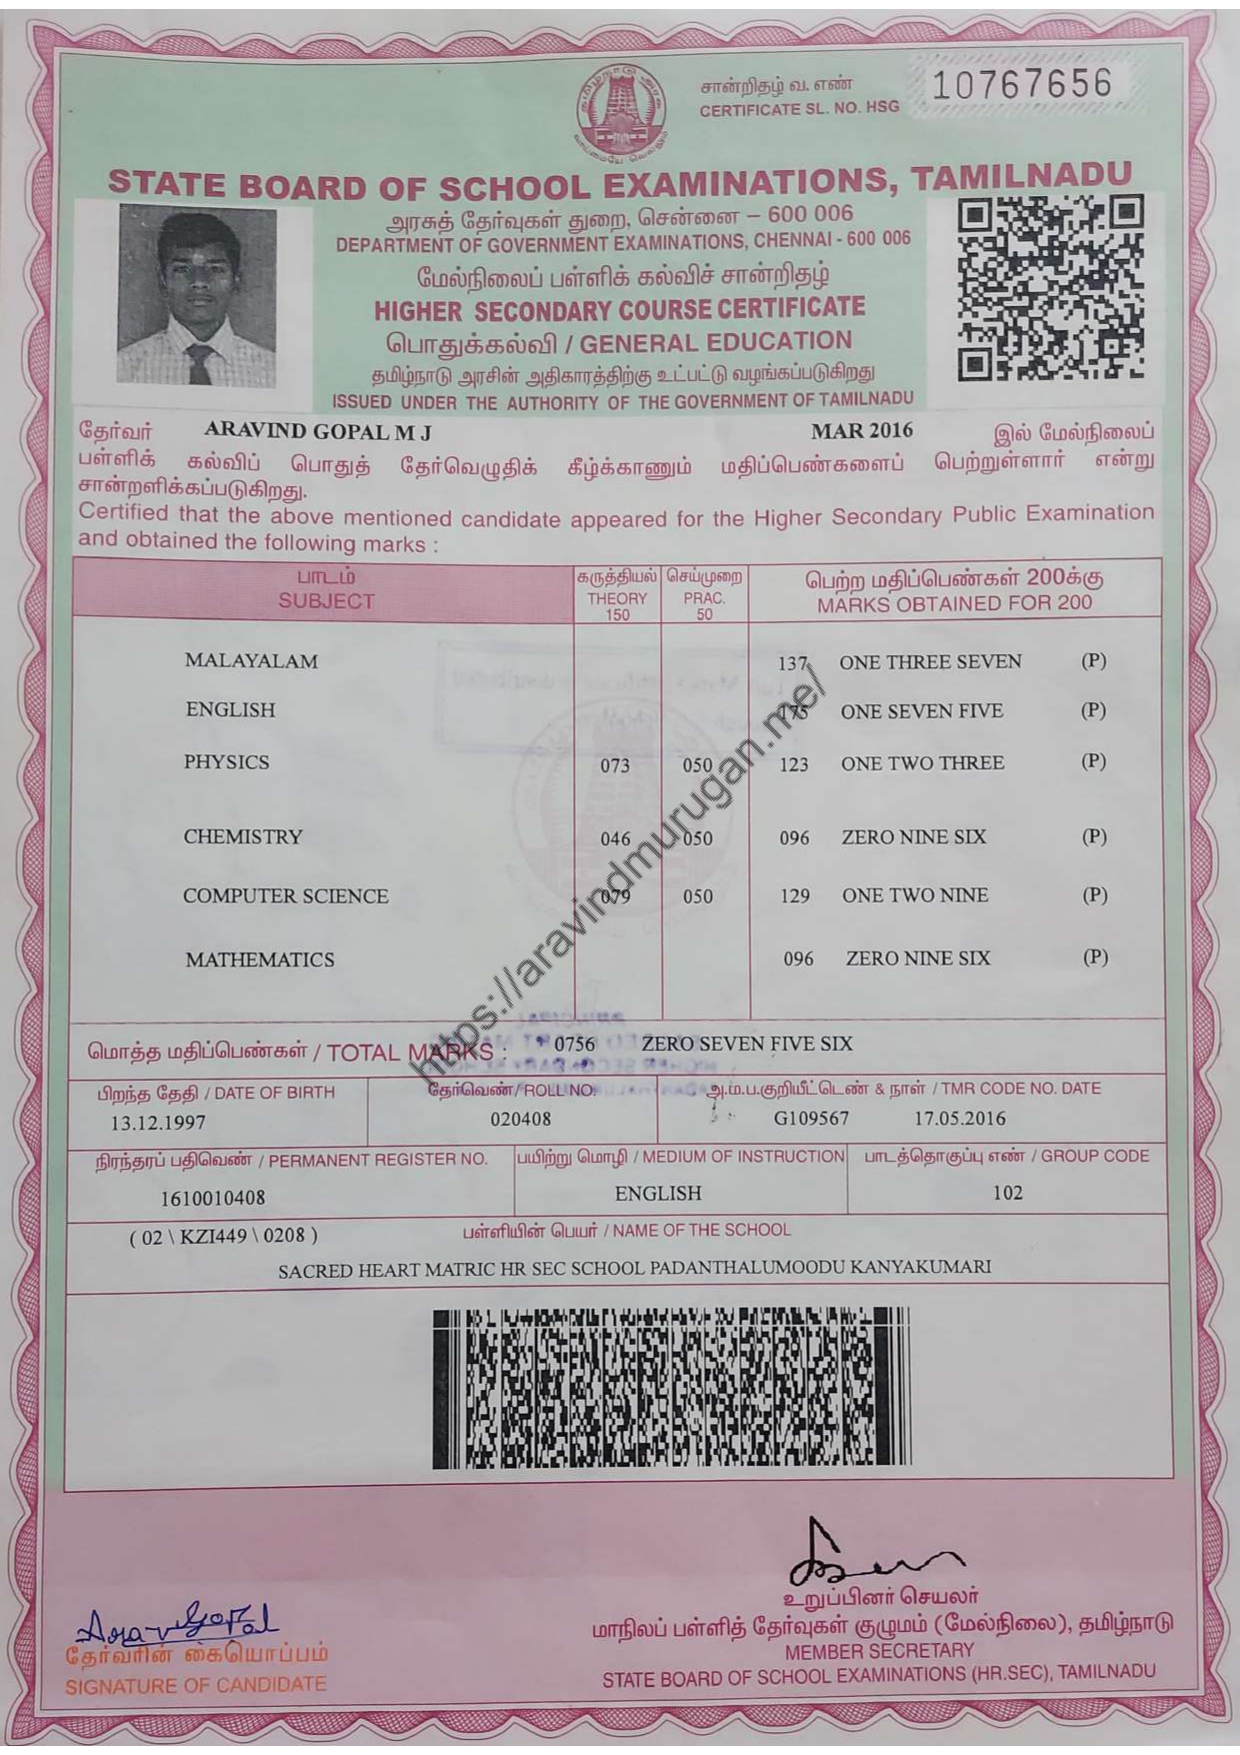 சான்றிதழ் வ. எண்
CERTIFICATE SL. NO. HSG
10767656
STATE BOARD OF SCHOOL EXAMINATIONS, TAMILNADU
அரசுத் தேர்வுகள் துறை, சென்னை – 600 006
DEPARTMENT OF GOVERNMENT EXAMINATIONS, CHENNAI - 600 006
மேல்நிலைப் பள்ளிக் கல்விச் சான்றிதழ்
HIGHER SECONDARY COURSE CERTIFICATE
பொதுக்கல்வி / GENERAL EDUCATION
தமிழ்நாடு அரசின் அதிகாரத்திற்கு உட்பட்டு வழங்கப்படுகிறது
ISSUED UNDER THE AUTHORITY OF THE GOVERNMENT OF TAMILNADU
தேர்வர் ARAVIND GOPAL M J MAR 2016 இல் மேல்நிலைப்
பள்ளிக் கல்விப் பொதுத் தேர்வெழுதிக் கீழ்க்காணும் மதிப்பெண்களைப் பெற்றுள்ளார் என்று
சான்றளிக்கப்படுகிறது.
Certified that the above mentioned candidate appeared for the Higher Secondary Public Examination
and obtained the following marks :
பாடம் கருத்தியல் செய்முறை பெற்ற மதிப்பெண்கள் 200க்கு
SUBJECT THEORY PRAC. MARKS OBTAINED FOR 200
150 50
MALAYALAM 137 ONE THREE SEVEN (P)
ENGLISH 175 ONE SEVEN FIVE (P)
PHYSICS 073 050 123 ONE TWO THREE (P)
CHEMISTRY 046 050 096 ZERO NINE SIX (P)
COMPUTER SCIENCE 079 050 129 ONE TWO NINE (P)
MATHEMATICS 096 ZERO NINE SIX (P)
https://aravindmurugan.me/
மொத்த மதிப்பெண்கள் / TOTAL MARKS : 0756 ZERO SEVEN FIVE SIX
பிறந்த தேதி / DATE OF BIRTH தேர்வெண்/ ROLL NO. அ.ம.ப.குறியீட்டெண் & நாள் / TMR CODE NO. DATE
13.12.1997 020408 G109567 17.05.2016
நிரந்தரப் பதிவெண் / PERMANENT REGISTER NO. பயிற்று மொழி / MEDIUM OF INSTRUCTION பாடத்தொகுப்பு எண் / GROUP CODE
1610010408 ENGLISH 102
( 02 \ KZI449 \ 0208 ) பள்ளியின் பெயர் / NAME OF THE SCHOOL
SACRED HEART MATRIC HR SEC SCHOOL PADANTHALUMOODU KANYAKUMARI
உறுப்பினர் செயலர்
மாநிலப் பள்ளித் தேர்வுகள் குழுமம் (மேல்நிலை), தமிழ்நாடு
MEMBER SECRETARY
STATE BOARD OF SCHOOL EXAMINATIONS (HR.SEC), TAMILNADU
தேர்வரின் கையொப்பம்
SIGNATURE OF CANDIDATE